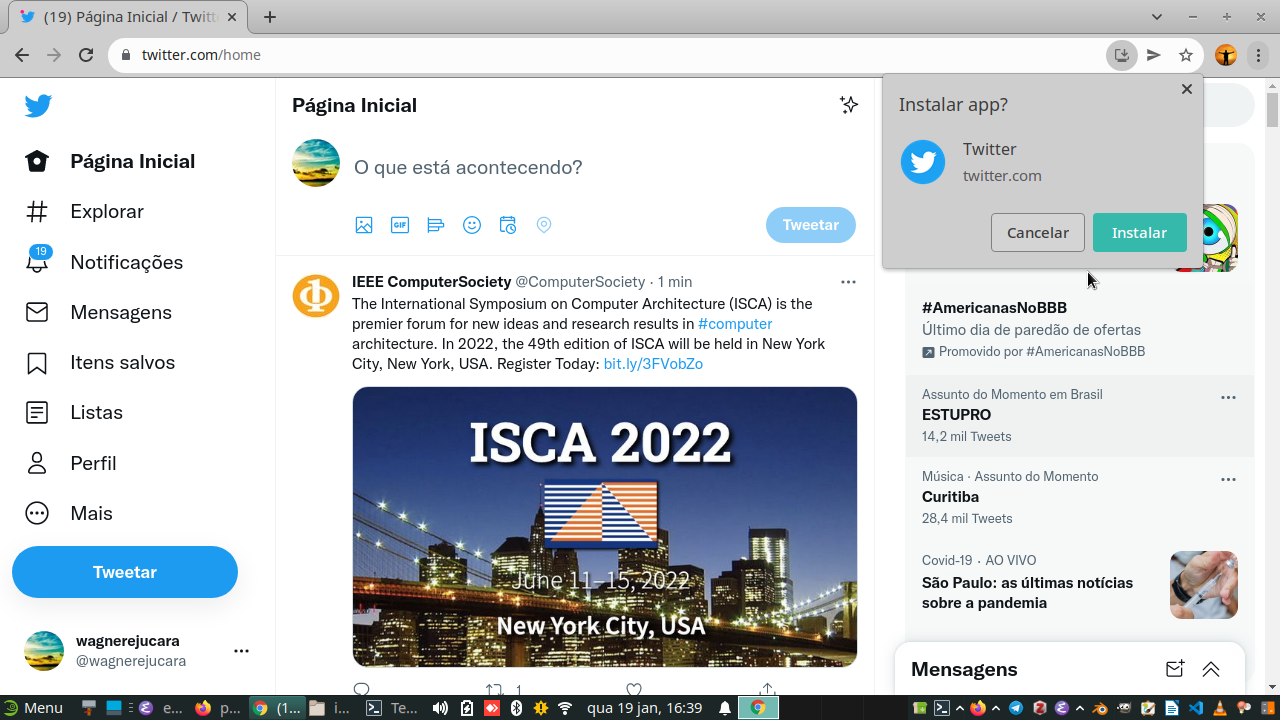 (19) Página Inicial / Twitt
twitter.com/home
Instalar app?
Twitter
twitter.com
Cancelar
Instalar
Página Inicial
Explorar
19
Notificações
Mensagens
Itens salvos
Listas
Perfil
Mais
Tweetar
wagnerejucara
@wagnerejucara
Página Inicial
O que está acontecendo?
GIF
Tweetar
IEEE ComputerSociety @ComputerSociety · 1 min
The International Symposium on Computer Architecture (ISCA) is the
premier forum for new ideas and research results in #computer
architecture. In 2022, the 49th edition of ISCA will be held in New York
City, New York, USA. Register Today: bit.ly/3FVobZo
ISCA 2022
June 11–15, 2022
New York City, USA
1
#AmericanasNoBBB
Último dia de paredão de ofertas
Promovido por #AmericanasNoBBB
Assunto do Momento em Brasil
ESTUPRO
14,2 mil Tweets
Música · Assunto do Momento
Curitiba
28,4 mil Tweets
Covid-19 · AO VIVO
São Paulo: as últimas notícias
sobre a pandemia
Mensagens
Menu
e...
p...
(1...
i...
Te...
qua 19 jan, 16:39